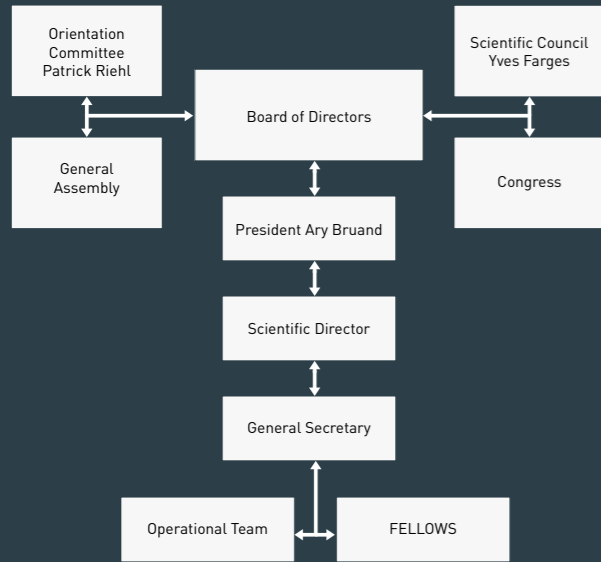 Orientation
Committee
Patrick Riehl
Scientific Council
Yves Farges
Board of Directors
General
Assembly
Congress
President Ary Bruand
Scientific Director
General Secretary
Operational Team
FELLOWS